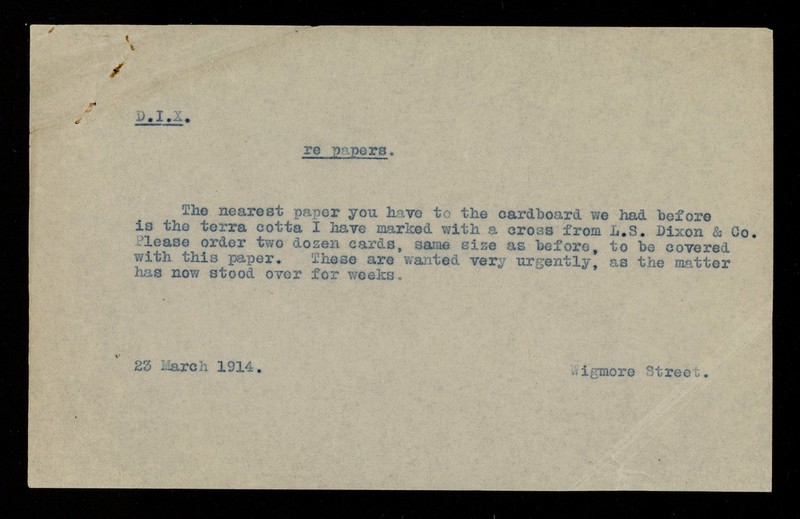 D.I.X.
re papers.
The nearest paper you have to the cardboard we had before
is the terra cotta I have marked with a cross from L.S. Dixon & Co.
Please order two dozen cards, same size as before, to be covered
with this paper. These are wanted very urgently, as the matter
has now stood over for weeks.
23 March 1914.
Wigmore Street.